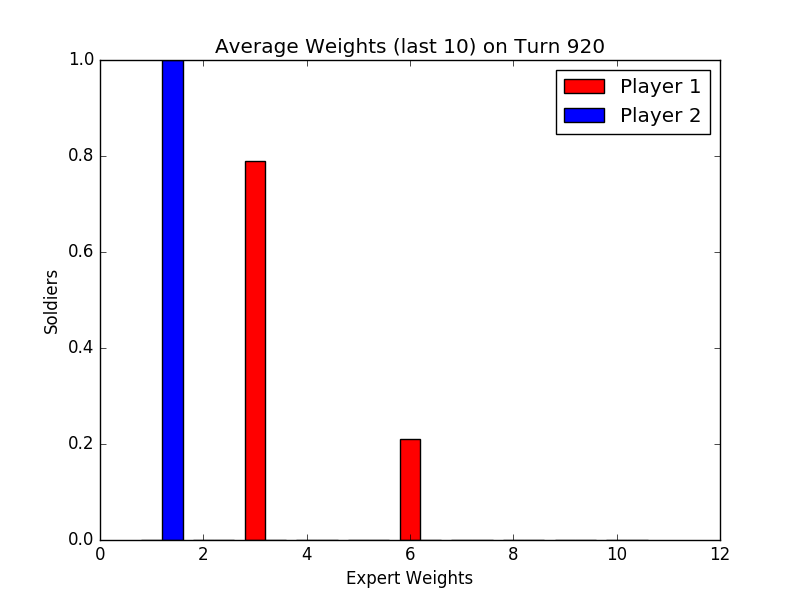 Average Weights (last 10) on Turn 920
Player 1
Player 2
1.0
0.8
0.6
0.4
0.2
0.0
Soldiers
0 2 4 6 8 10 12
Expert Weights